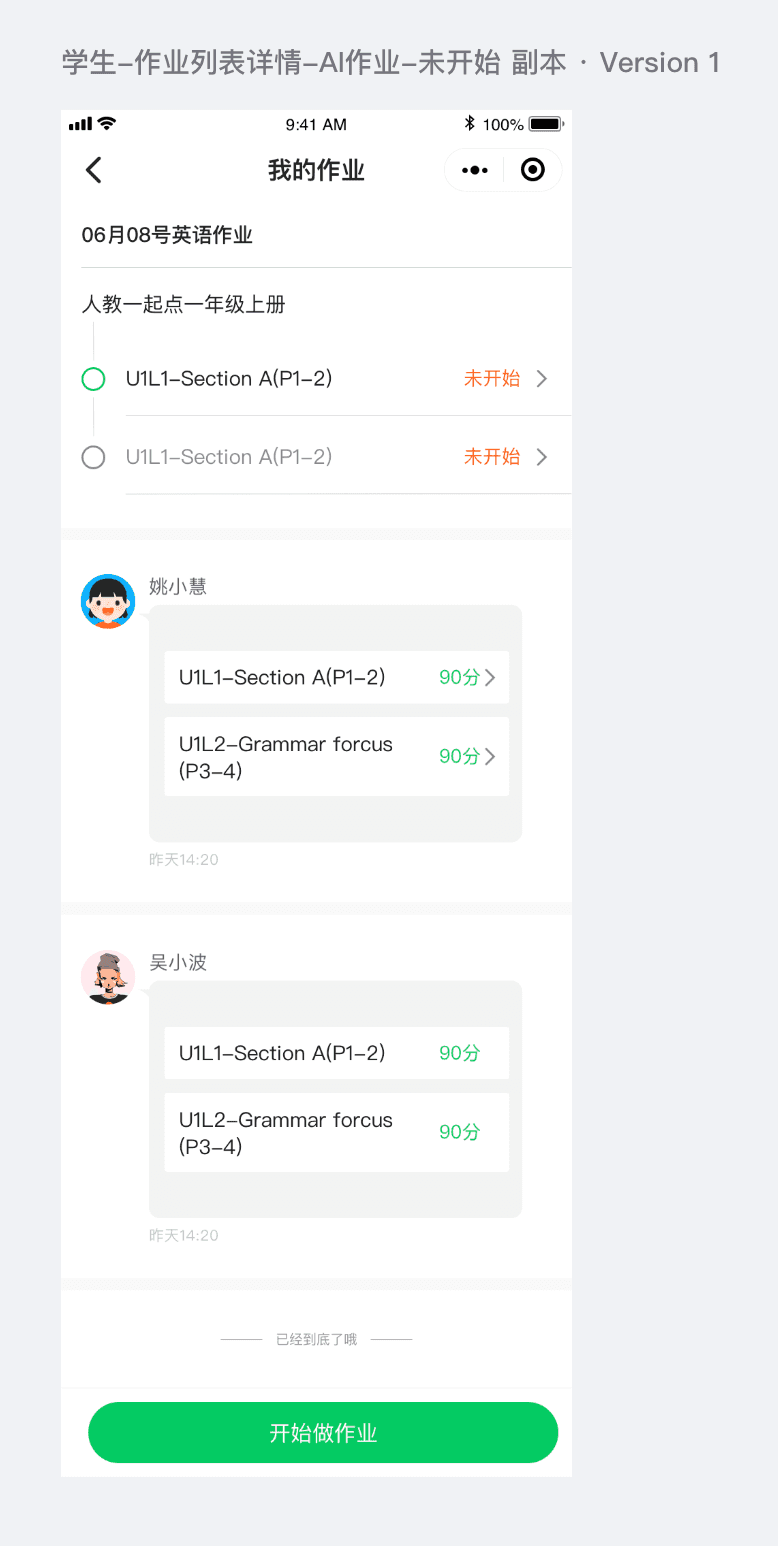 学生-作业列表详情-AI作业-未开始 副本 · Version 1
9:41 AM
100%
我的作业
06月08号英语作业
人教一起点一年级上册
U1L1-Section A(P1-2) 未开始
U1L1-Section A(P1-2) 未开始
姚小慧
U1L1-Section A(P1-2) 90分
U1L2-Grammar forcus
(P3-4)
90分
昨天14:20
吴小波
U1L1-Section A(P1-2) 90分
U1L2-Grammar forcus
(P3-4)
90分
昨天14:20
已经到底了哦
开始做作业